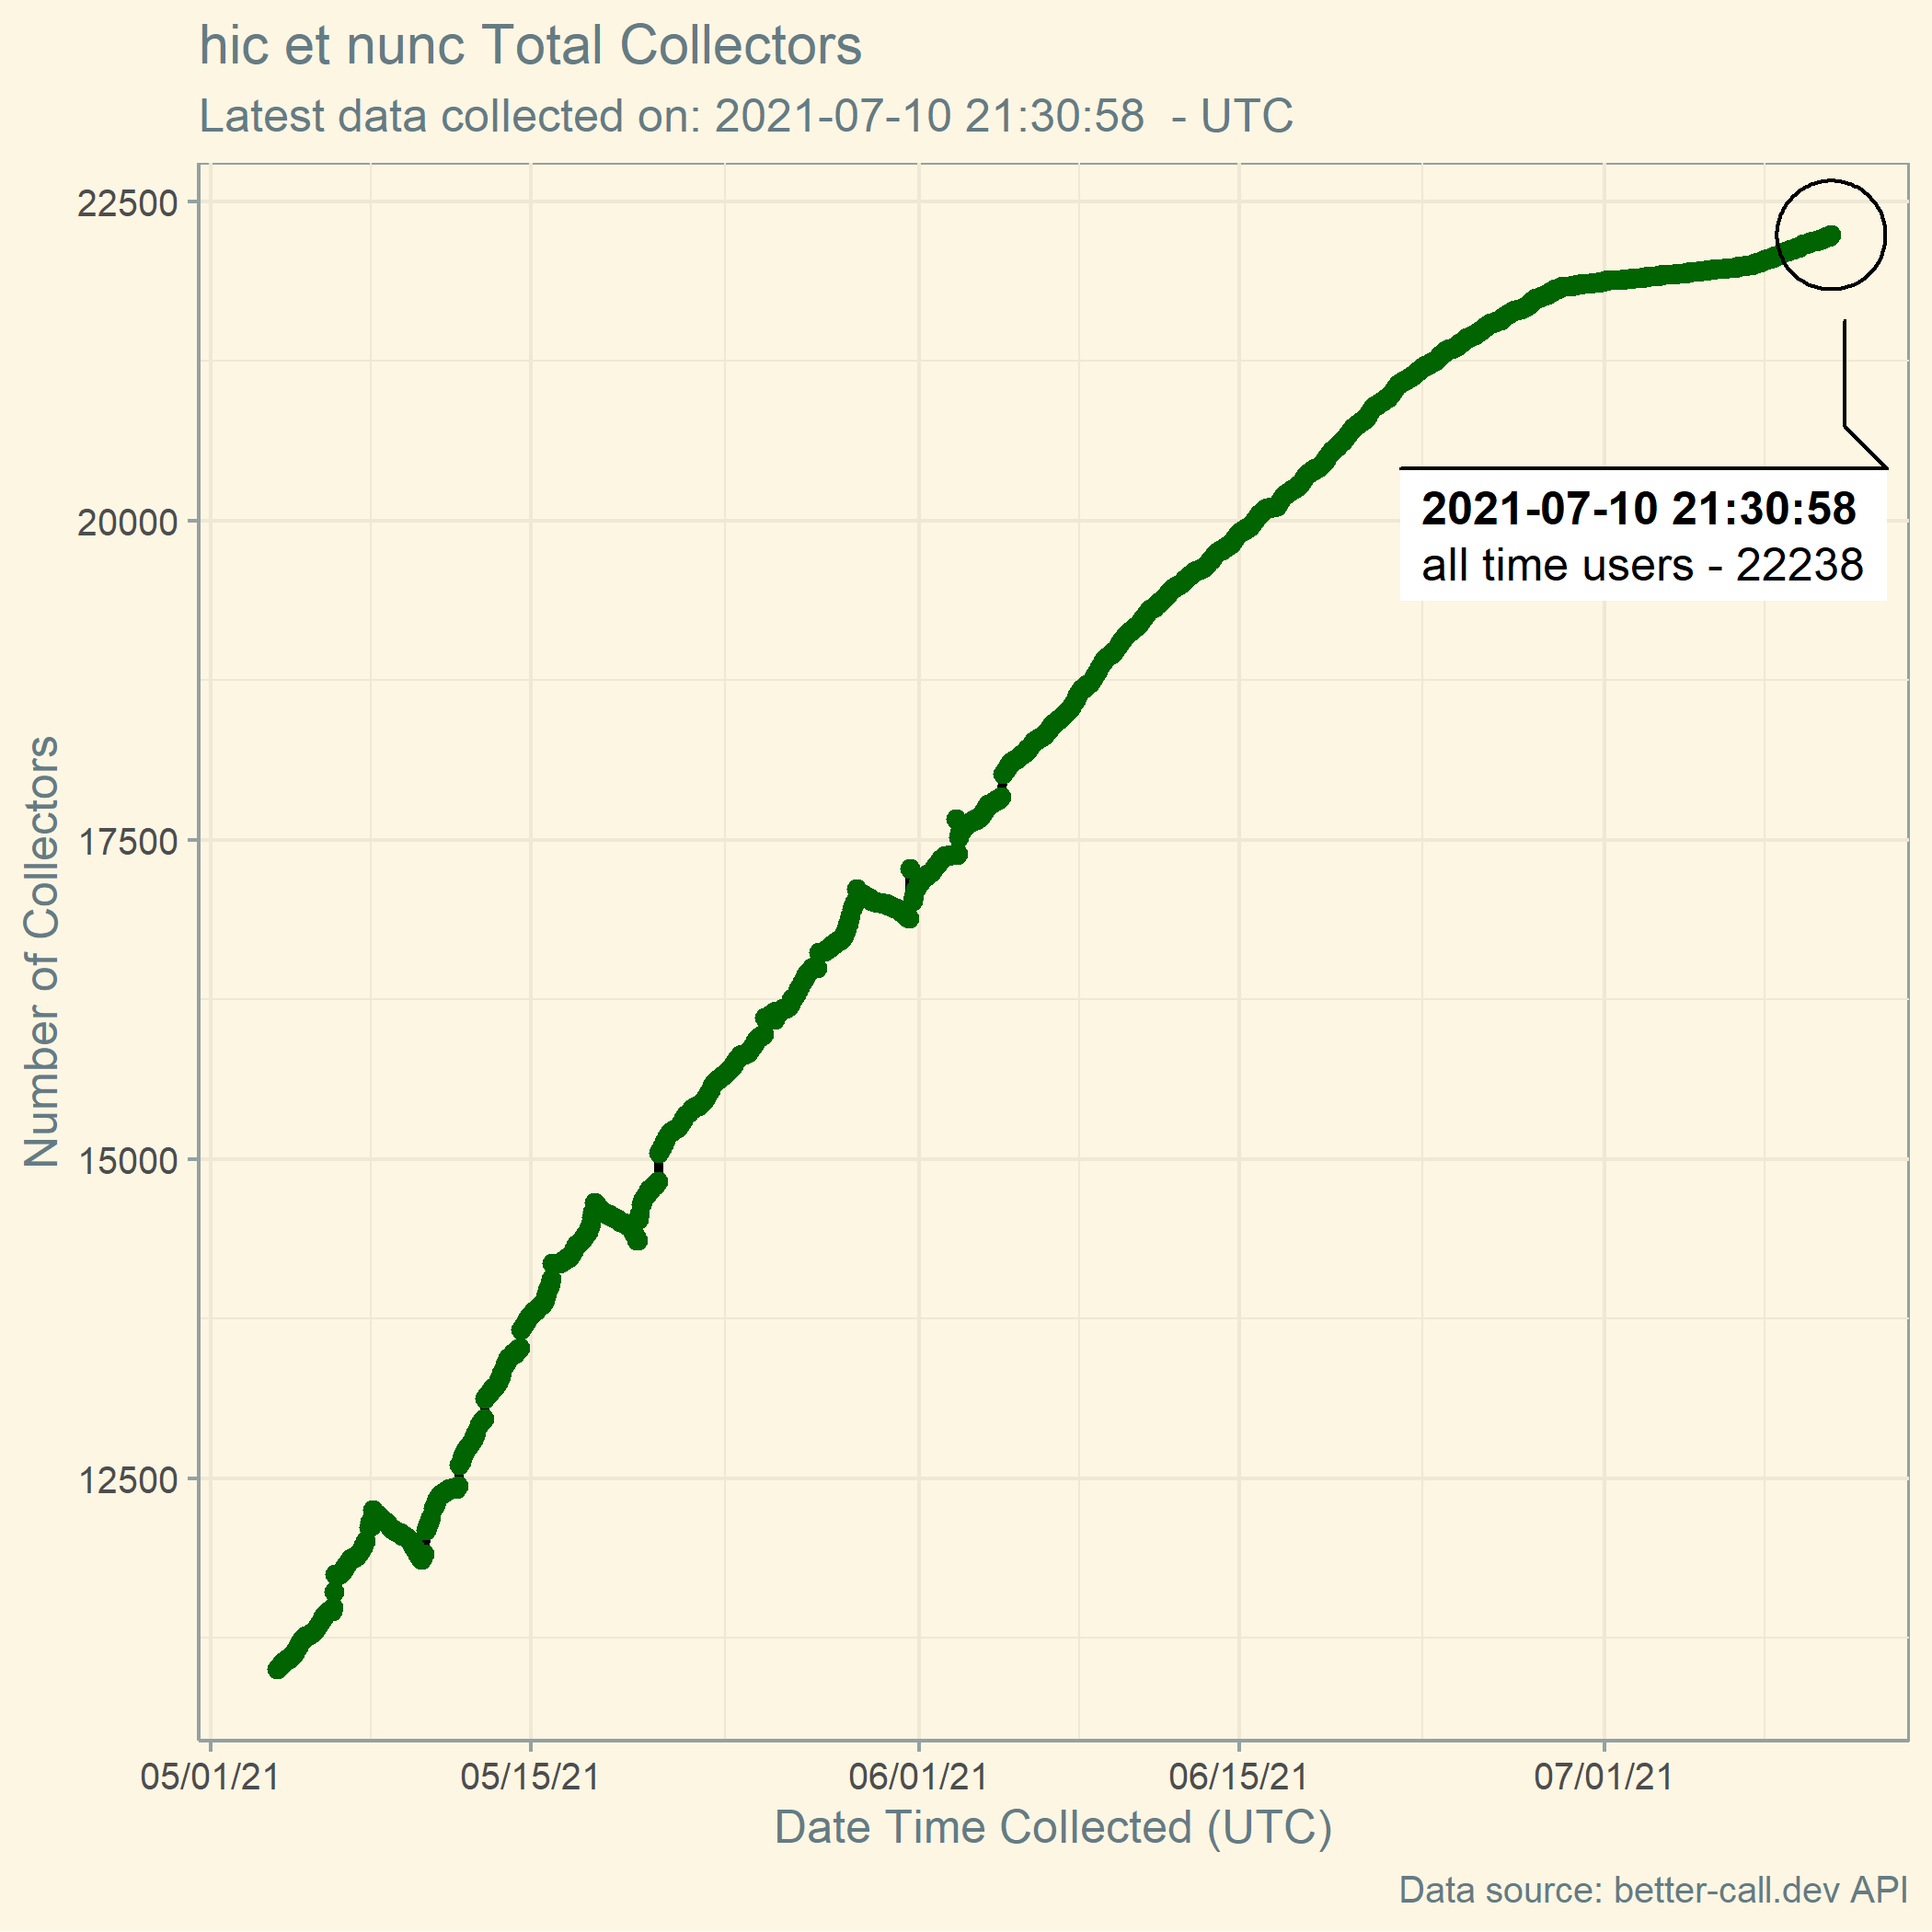 hic et nunc Total Collectors
Latest data collected on: 2021-07-10 21:30:58  - UTC
22500
20000
17500
15000
12500
Number of Collectors
2021-07-10 21:30:58
all time users - 22238
05/01/21 05/15/21 06/01/21 06/15/21 07/01/21
Date Time Collected (UTC)
Data source: better-call.dev API